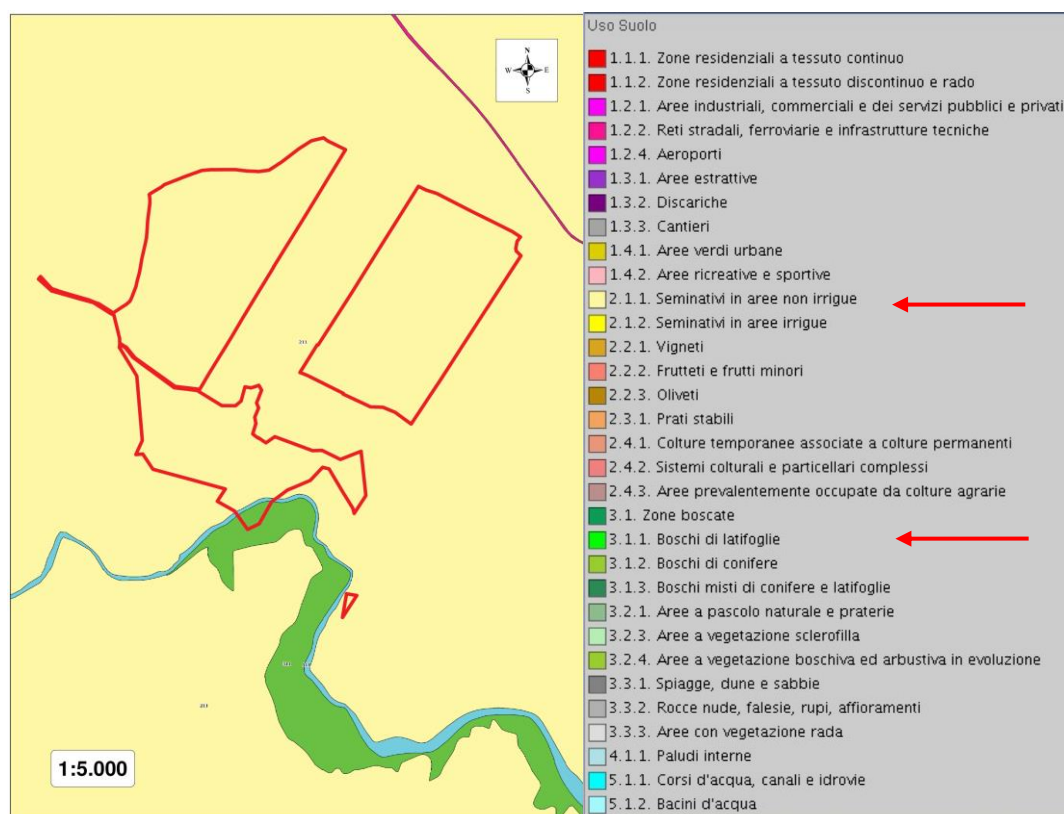 N
W E
S
1:5.000
Uso Suolo
1.1.1. Zone residenziali a tessuto continuo
1.1.2. Zone residenziali a tessuto discontinuo e rado
1.2.1. Aree industriali, commerciali e dei servizi pubblici e privati
1.2.2. Reti stradali, ferroviarie e infrastrutture tecniche
1.2.4. Aeroporti
1.3.1. Aree estrattive
1.3.2. Discariche
1.3.3. Cantieri
1.4.1. Aree verdi urbane
1.4.2. Aree ricreative e sportive
2.1.1. Seminativi in aree non irrigue
2.1.2. Seminativi in aree irrigue
2.2.1. Vigneti
2.2.2. Frutteti e frutti minori
2.2.3. Oliveti
2.3.1. Prati stabili
2.4.1. Colture temporanee associate a colture permanenti
2.4.2. Sistemi colturali e particellari complessi
2.4.3. Aree prevalentemente occupate da colture agrarie
3.1. Zone boscate
3.1.1. Boschi di latifoglie
3.1.2. Boschi di conifere
3.1.3. Boschi misti di conifere e latifoglie
3.2.1. Aree a pascolo naturale e praterie
3.2.3. Aree a vegetazione sclerofilla
3.2.4. Aree a vegetazione boschiva ed arbustiva in evoluzione
3.3.1. Spiagge, dune e sabbie
3.3.2. Rocce nude, falesie, rupi, affioramenti
3.3.3. Aree con vegetazione rada
4.1.1. Paludi interne
5.1.1. Corsi d'acqua, canali e idrovie
5.1.2. Bacini d'acqua